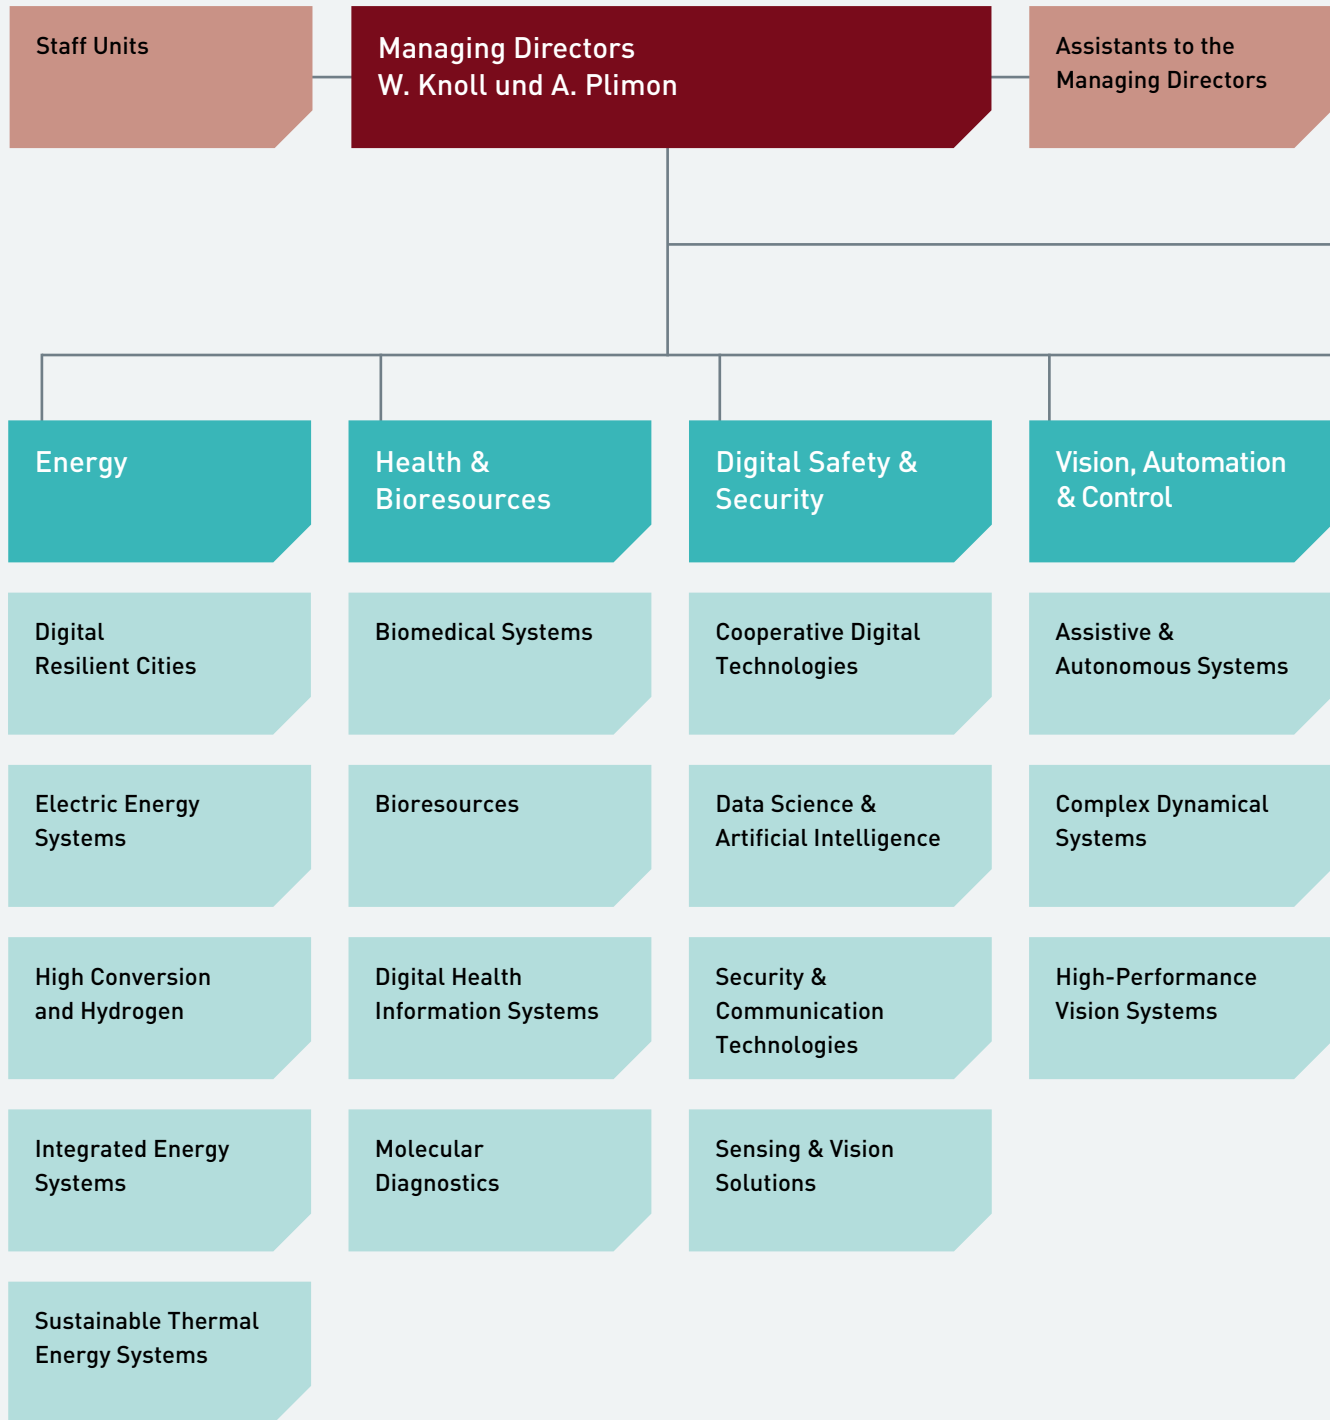 Staff Units
Managing Directors
W. Knoll und A. Plimon
Assistants to the
Managing Directors
Energy
Health &
Bioresources
Digital Safety &
Security
Vision, Automation
& Control
Digital
Resilient Cities
Biomedical Systems
Cooperative Digital
Technologies
Assistive &
Autonomous Systems
Electric Energy
Systems
Bioresources
Data Science &
Artificial Intelligence
Complex Dynamical
Systems
High Conversion
and Hydrogen
Digital Health
Information Systems
Security &
Communication
Technologies
High-Performance
Vision Systems
Integrated Energy
Systems
Molecular
Diagnostics
Sensing & Vision
Solutions
Sustainable Thermal
Energy Systems